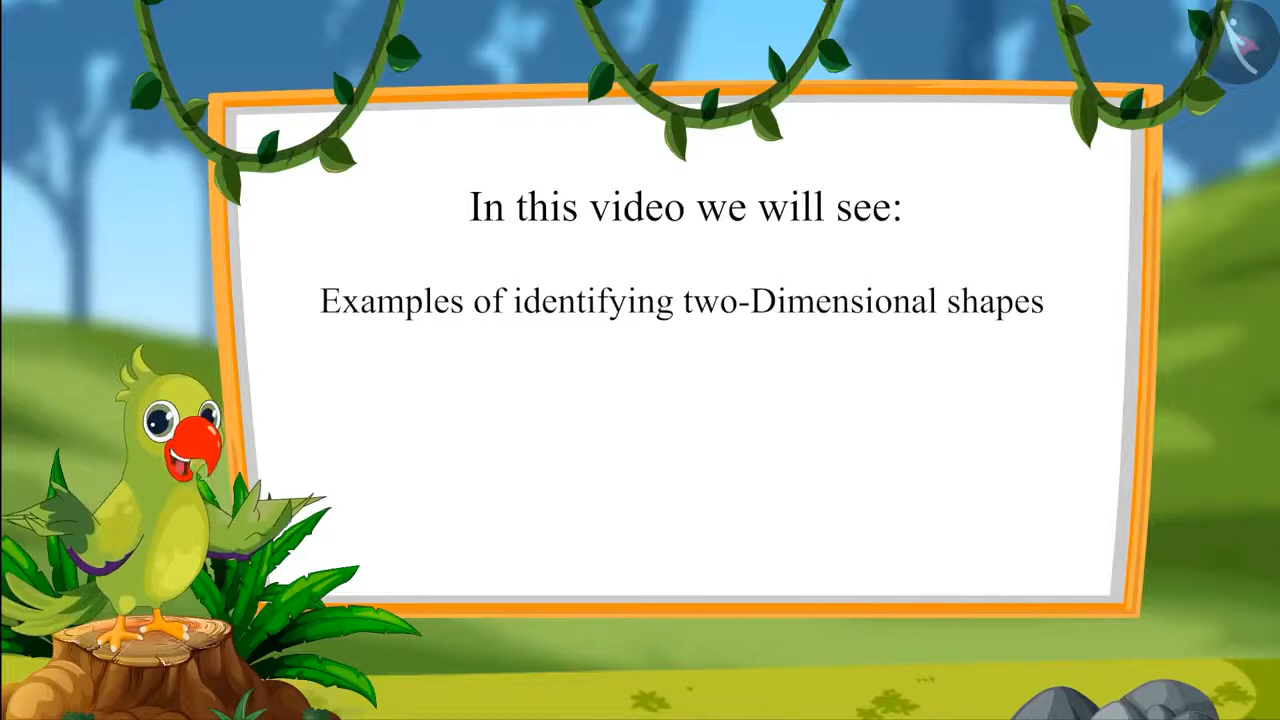 In this video we will see:
Examples of identifying two-Dimensional shapes